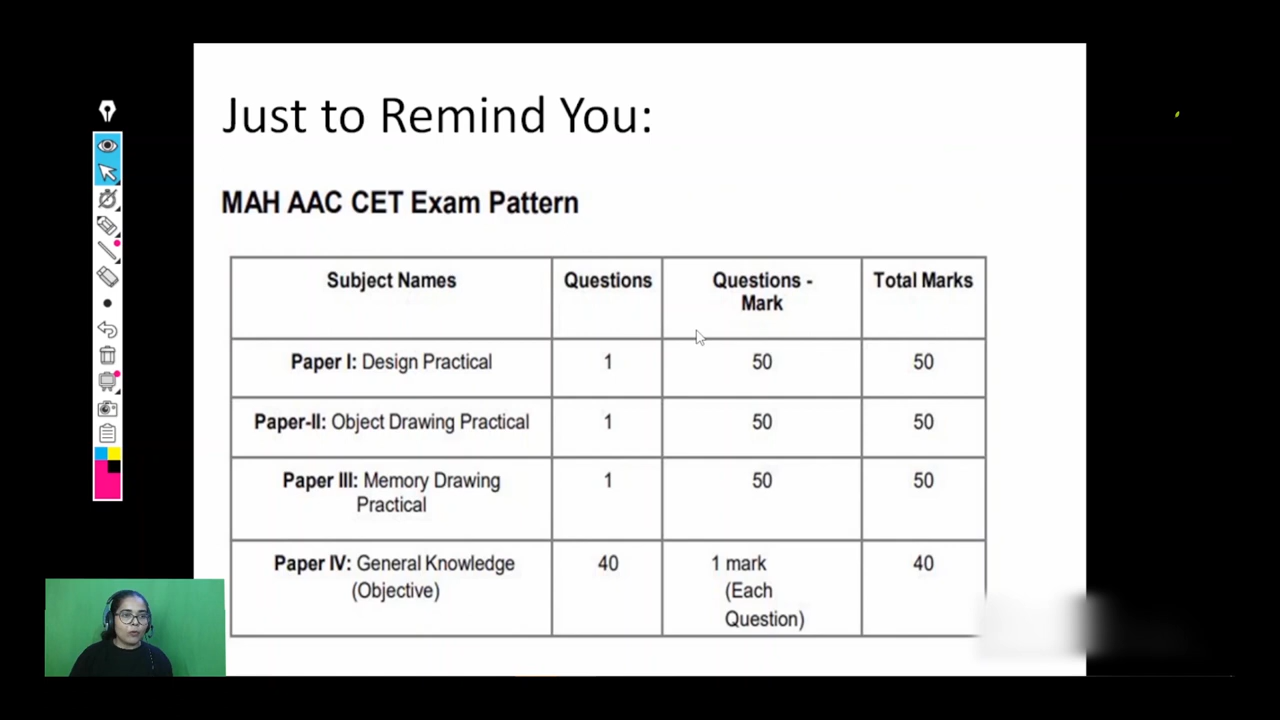 Just to Remind You:
MAH AAC CET Exam Pattern
Subject Names Questions Questions - Mark Total Marks
Paper I: Design Practical 1 50 50
Paper-II: Object Drawing Practical 1 50 50
Paper III: Memory Drawing Practical 1 50 50
Paper IV: General Knowledge (Objective) 40 1 mark (Each Question) 40